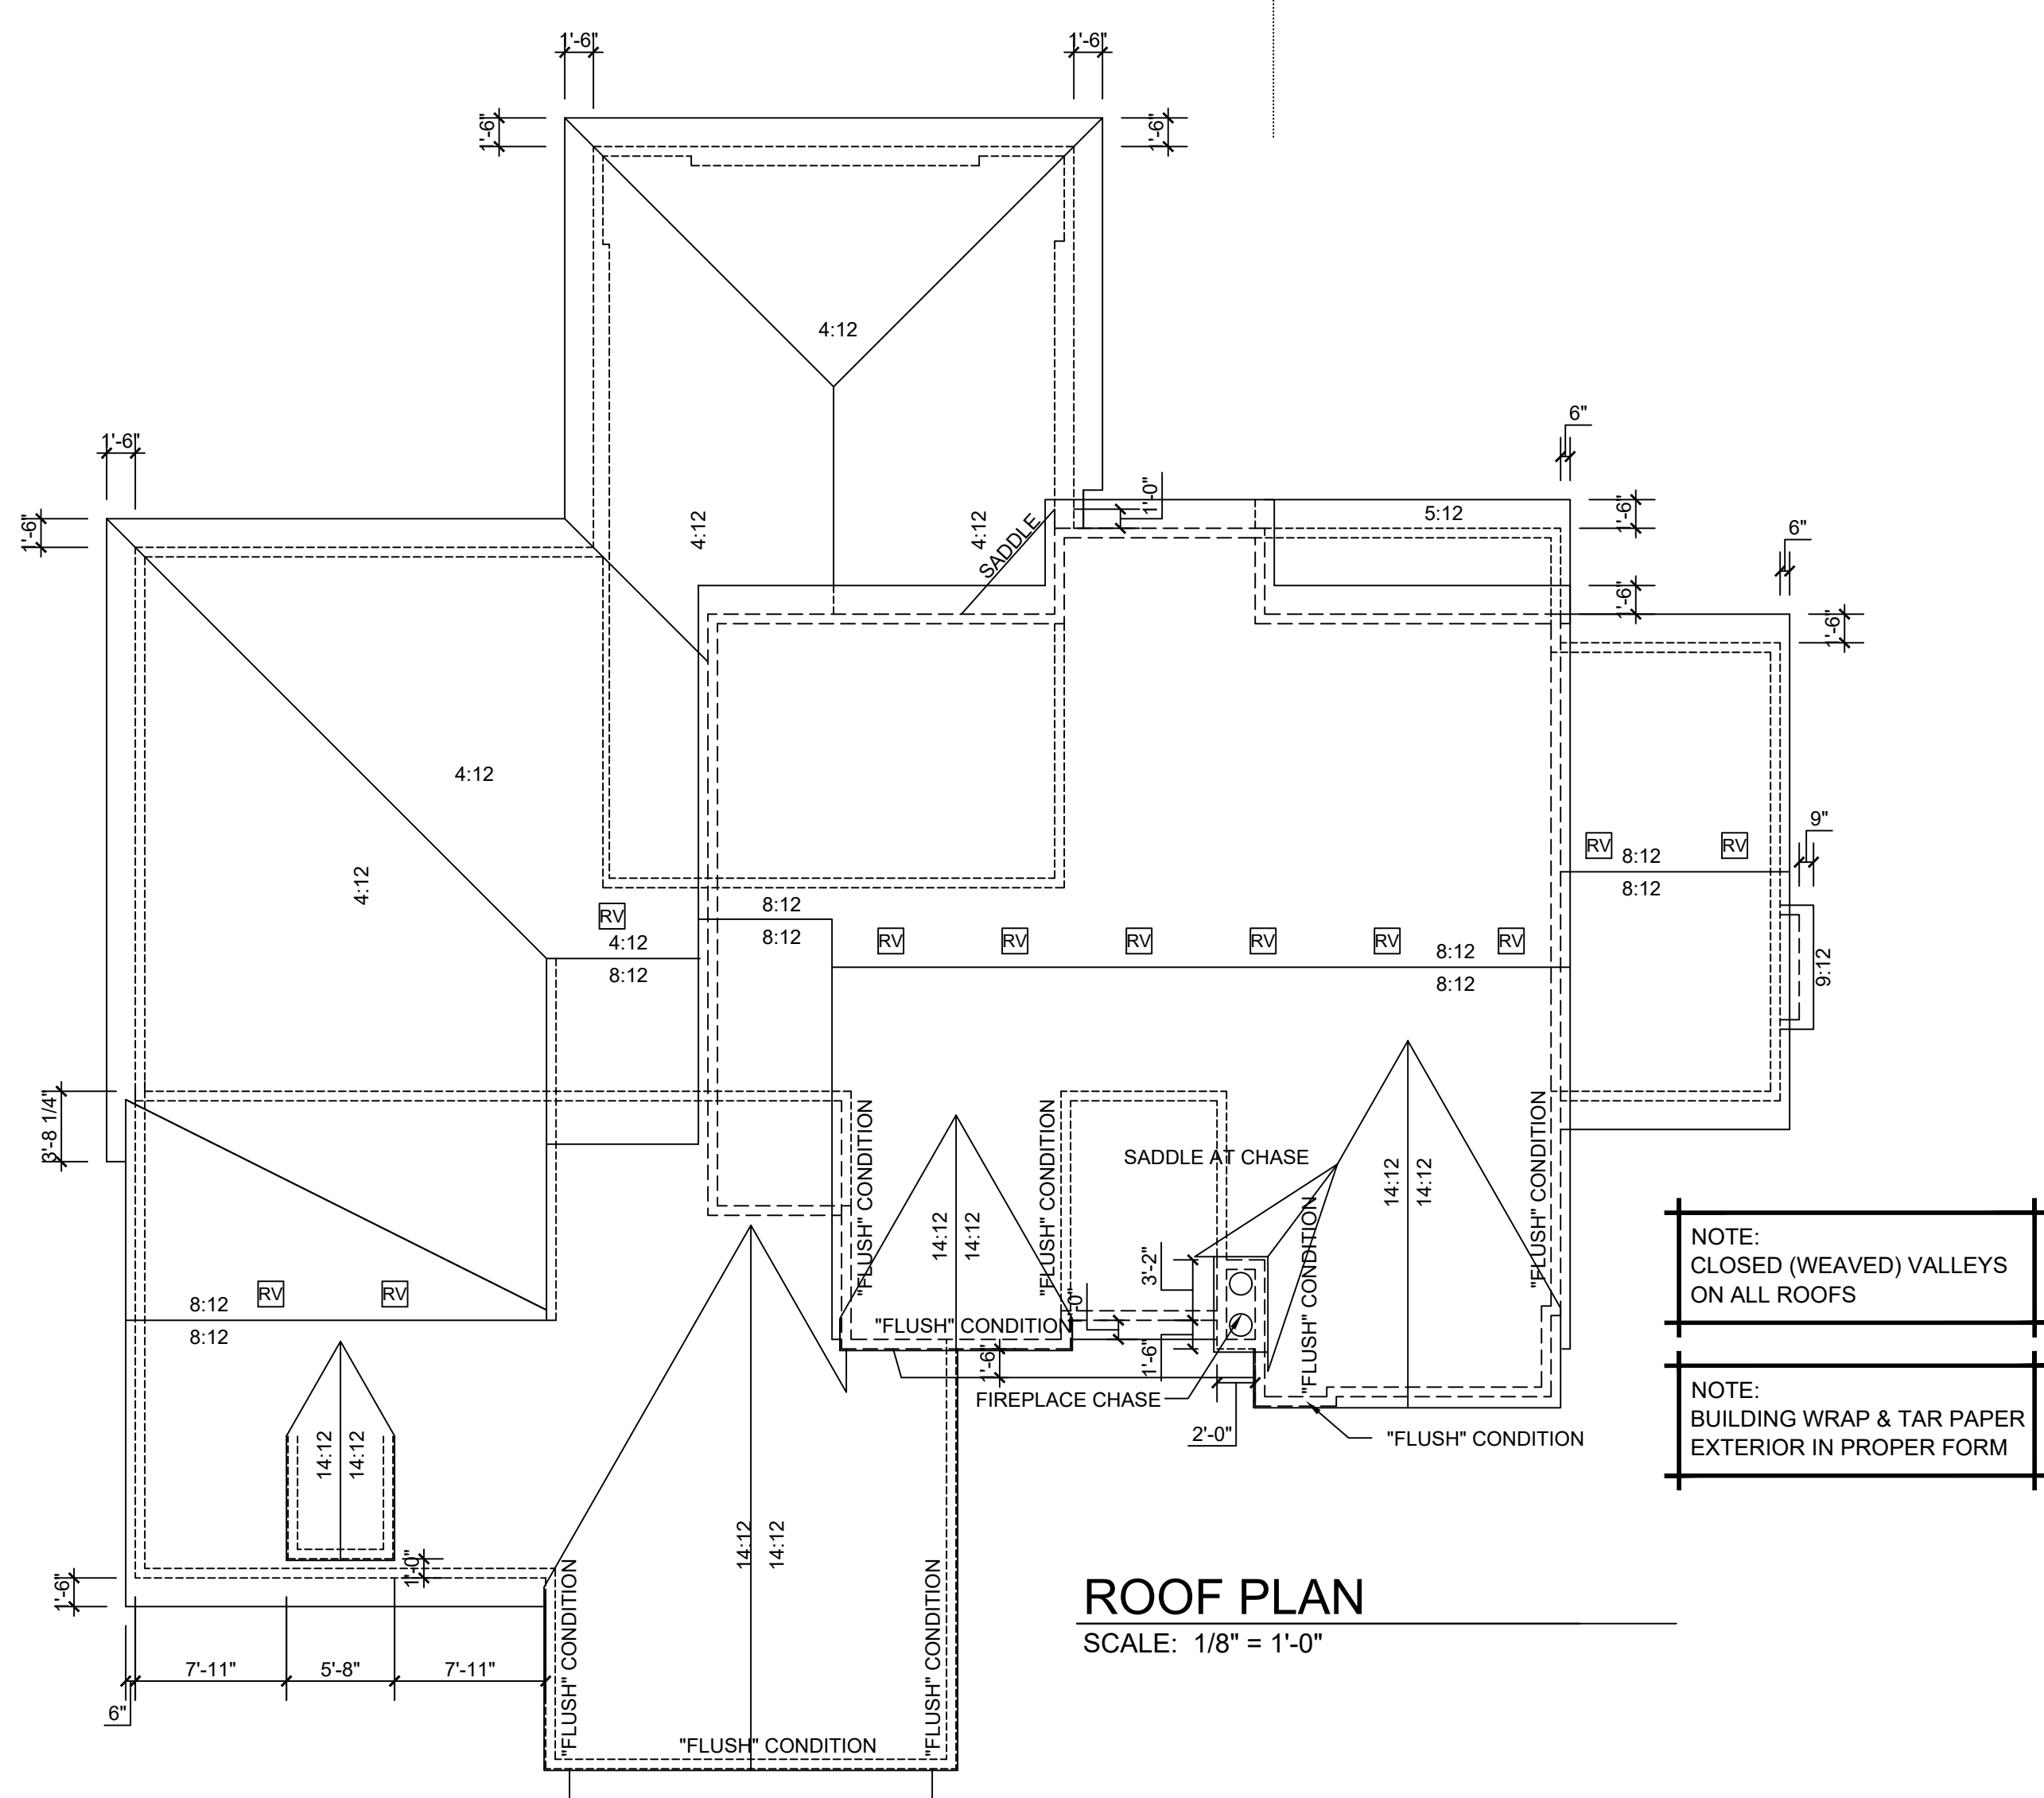 1'-6"
1'-6"
1'-6"
1'-6"
4:12
6"
1'-6"
1'-6"
1'-0"
5:12
1'-6"
6"
4:12
4:12
SADDLE
1'-6"
1'-6"
4:12
4:12
9"
RV
8:12
RV
8:12
RV
4:12
8:12
8:12
8:12
RV
RV
RV
RV
RV
RV
8:12
8:12
9:12
3'-8 1/4"
"FLUSH" CONDITION
"FLUSH" CONDITION
SADDLE AT CHASE
14:12
14:12
"FLUSH" CONDITION
"FLUSH" CONDITION
14:12
14:12
3'-2"
NOTE:
CLOSED (WEAVED) VALLEYS
ON ALL ROOFS
8:12
RV
RV
8:12
"FLUSH" CONDITION
1'-6"
1'-6"
FIREPLACE CHASE
2'-0"
"FLUSH" CONDITION
NOTE:
BUILDING WRAP & TAR PAPER
EXTERIOR IN PROPER FORM
14:12
14:12
14:12
14:12
1'-0"
1'-6"
"FLUSH" CONDITION
"FLUSH" CONDITION
7'-11"
5'-8"
7'-11"
6"
"FLUSH" CONDITION
ROOF PLAN
SCALE: 1/8" = 1'-0"